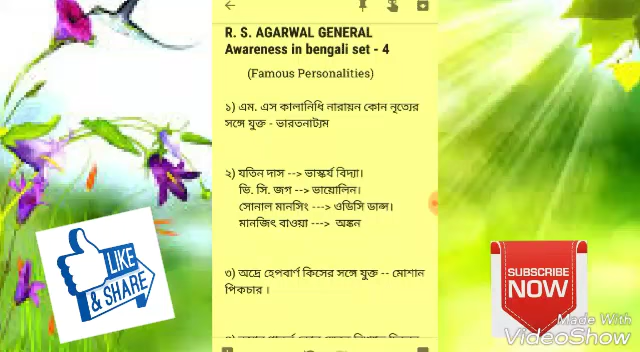 R. S. AGARWAL GENERAL
Awareness in bengali set - 4
(Famous Personalities)
১) এম. এস কালানিধি নারায়ন কোন নৃত্যের
সঙ্গে যুক্ত - ভারতনাট্যম
২) যতিন দাস --> ভাস্কর্য বিদ্যা।
ভি. সি. জগ --> ভায়োলিন।
সোনাল মানসিং ---> ওডিসি ডান্স।
মানজিৎ বাওয়া ---> অঙ্কন
৩) অদ্রে হেপবার্ণ কিসের সঙ্গে যুক্ত -- মোশান
পিকচার ।
LIKE
& SHARE
SUBSCRIBE
NOW
Made With
VideoShow